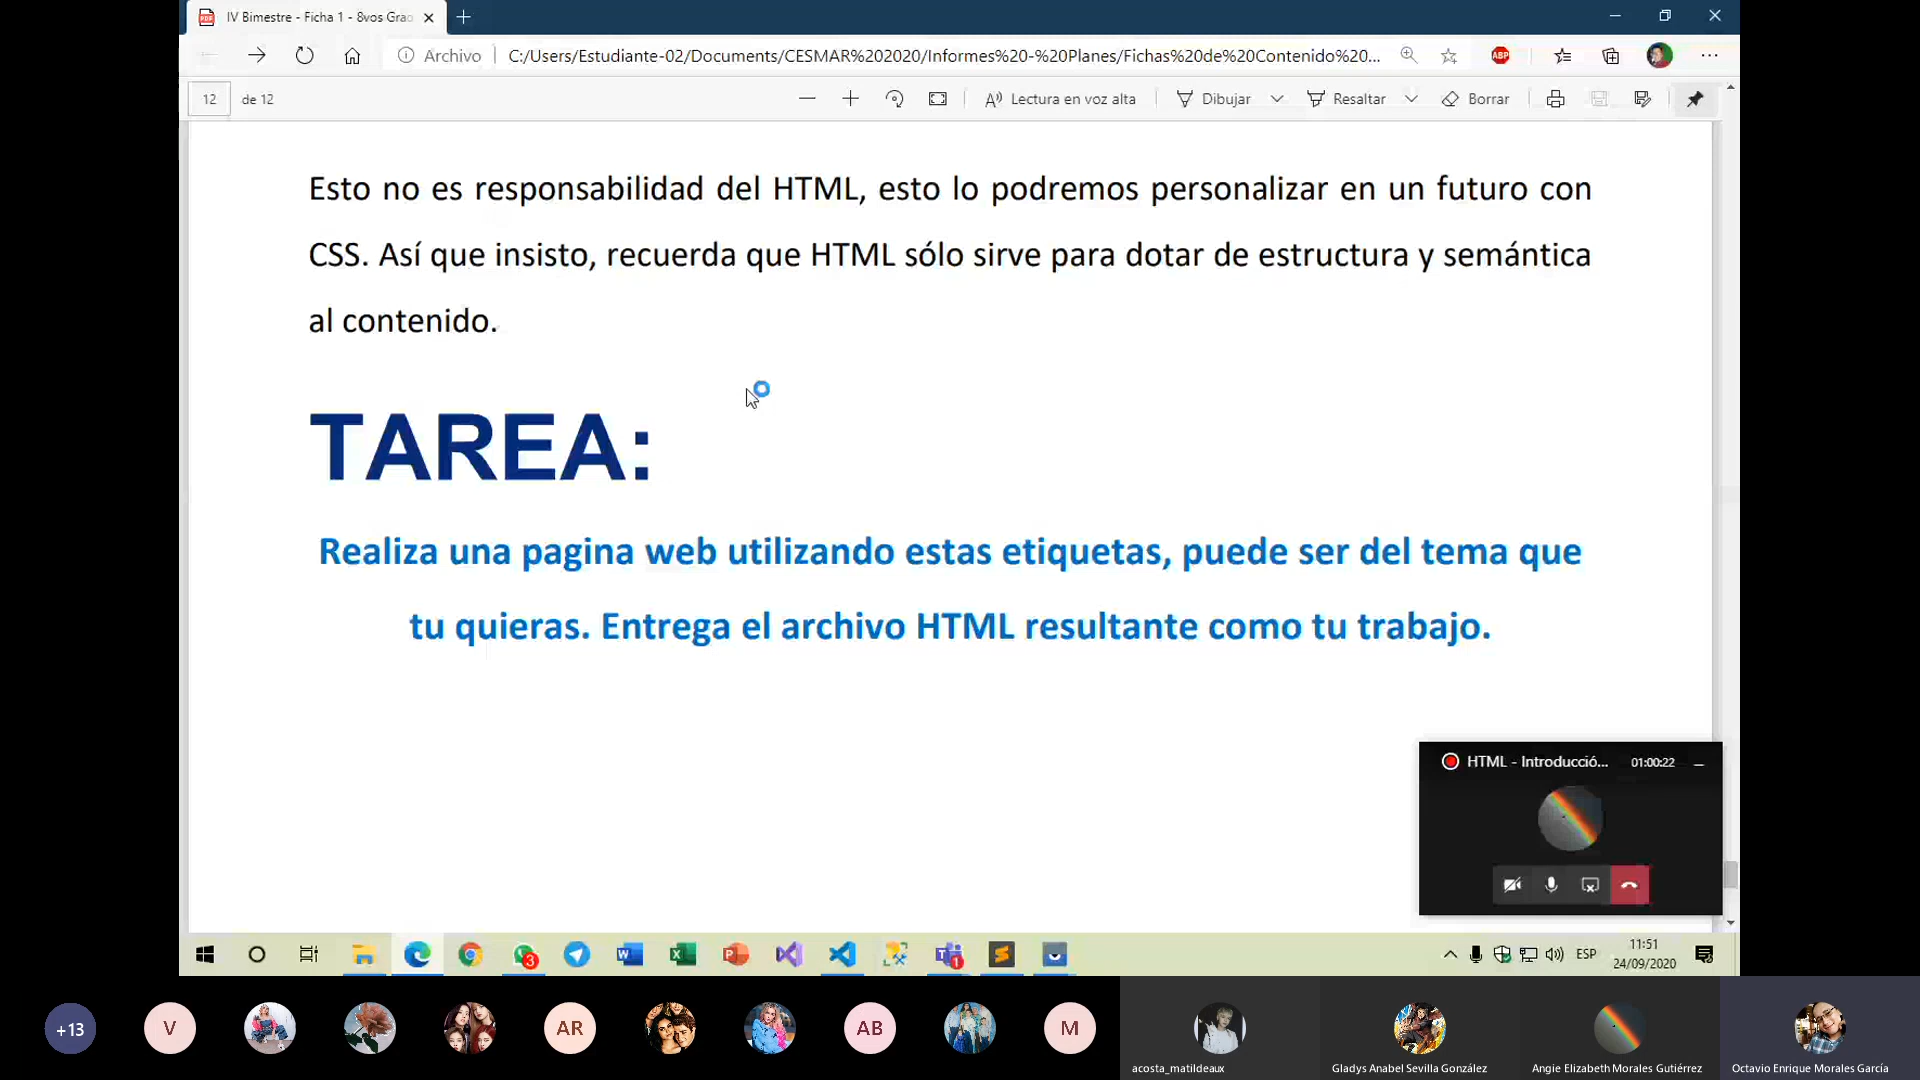 IV Bimestre - Ficha 1 - 8vos Grao
Archivo
C:/Users/Estudiante-02/Documents/CESMAR%202020/Informes%20-%20Planes/Fichas%20de%20Contenido%20...
ABP
12 de 12
Lectura en voz alta
Dibujar
Resaltar
Borrar
Esto no es responsabilidad del HTML, esto lo podremos personalizar en un futuro con
CSS. Así que insisto, recuerda que HTML sólo sirve para dotar de estructura y semántica
al contenido.
TAREA:
Realiza una pagina web utilizando estas etiquetas, puede ser del tema que
tu quieras. Entrega el archivo HTML resultante como tu trabajo.
HTML - Introducció... 01:00:22
3
1
ESP
11:51
24/09/2020
+13
V
AR
AB
M
acosta_matildeaux
Gladys Anabel Sevilla González
Angie Elizabeth Morales Gutiérrez
Octavio Enrique Morales García